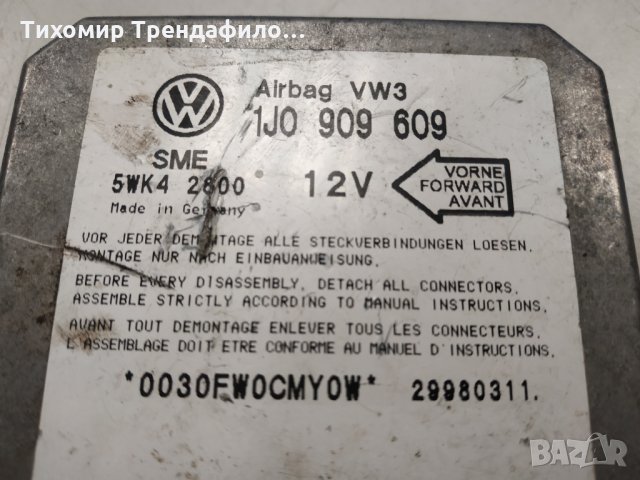 Тихомир Трендафило...
VW
Airbag VW3
1J0 909 609
SME
5WK4 2800 12V
VORNE
FORWARD
AVANT
Made in Germany
VOR JEDER DEMONTAGE ALLE STECKVERBINDUNGEN LOESEN.
MONTAGE NUR NACH EINBAUANWEISUNG.
BEFORE EVERY DISASSEMBLY, DETACH ALL CONNECTORS.
ASSEMBLE STRICTLY ACCORDING TO MANUAL INSTRUCTIONS.
AVANT TOUT DEMONTAGE ENLEVER TOUS LES CONNECTEURS.
L ASSEMBLAGE DOIT ETRE CONFORME AU MANUEL D'INSTRUCTIONS.
*0030FW0CMY0W* 29980311.
BAZAR